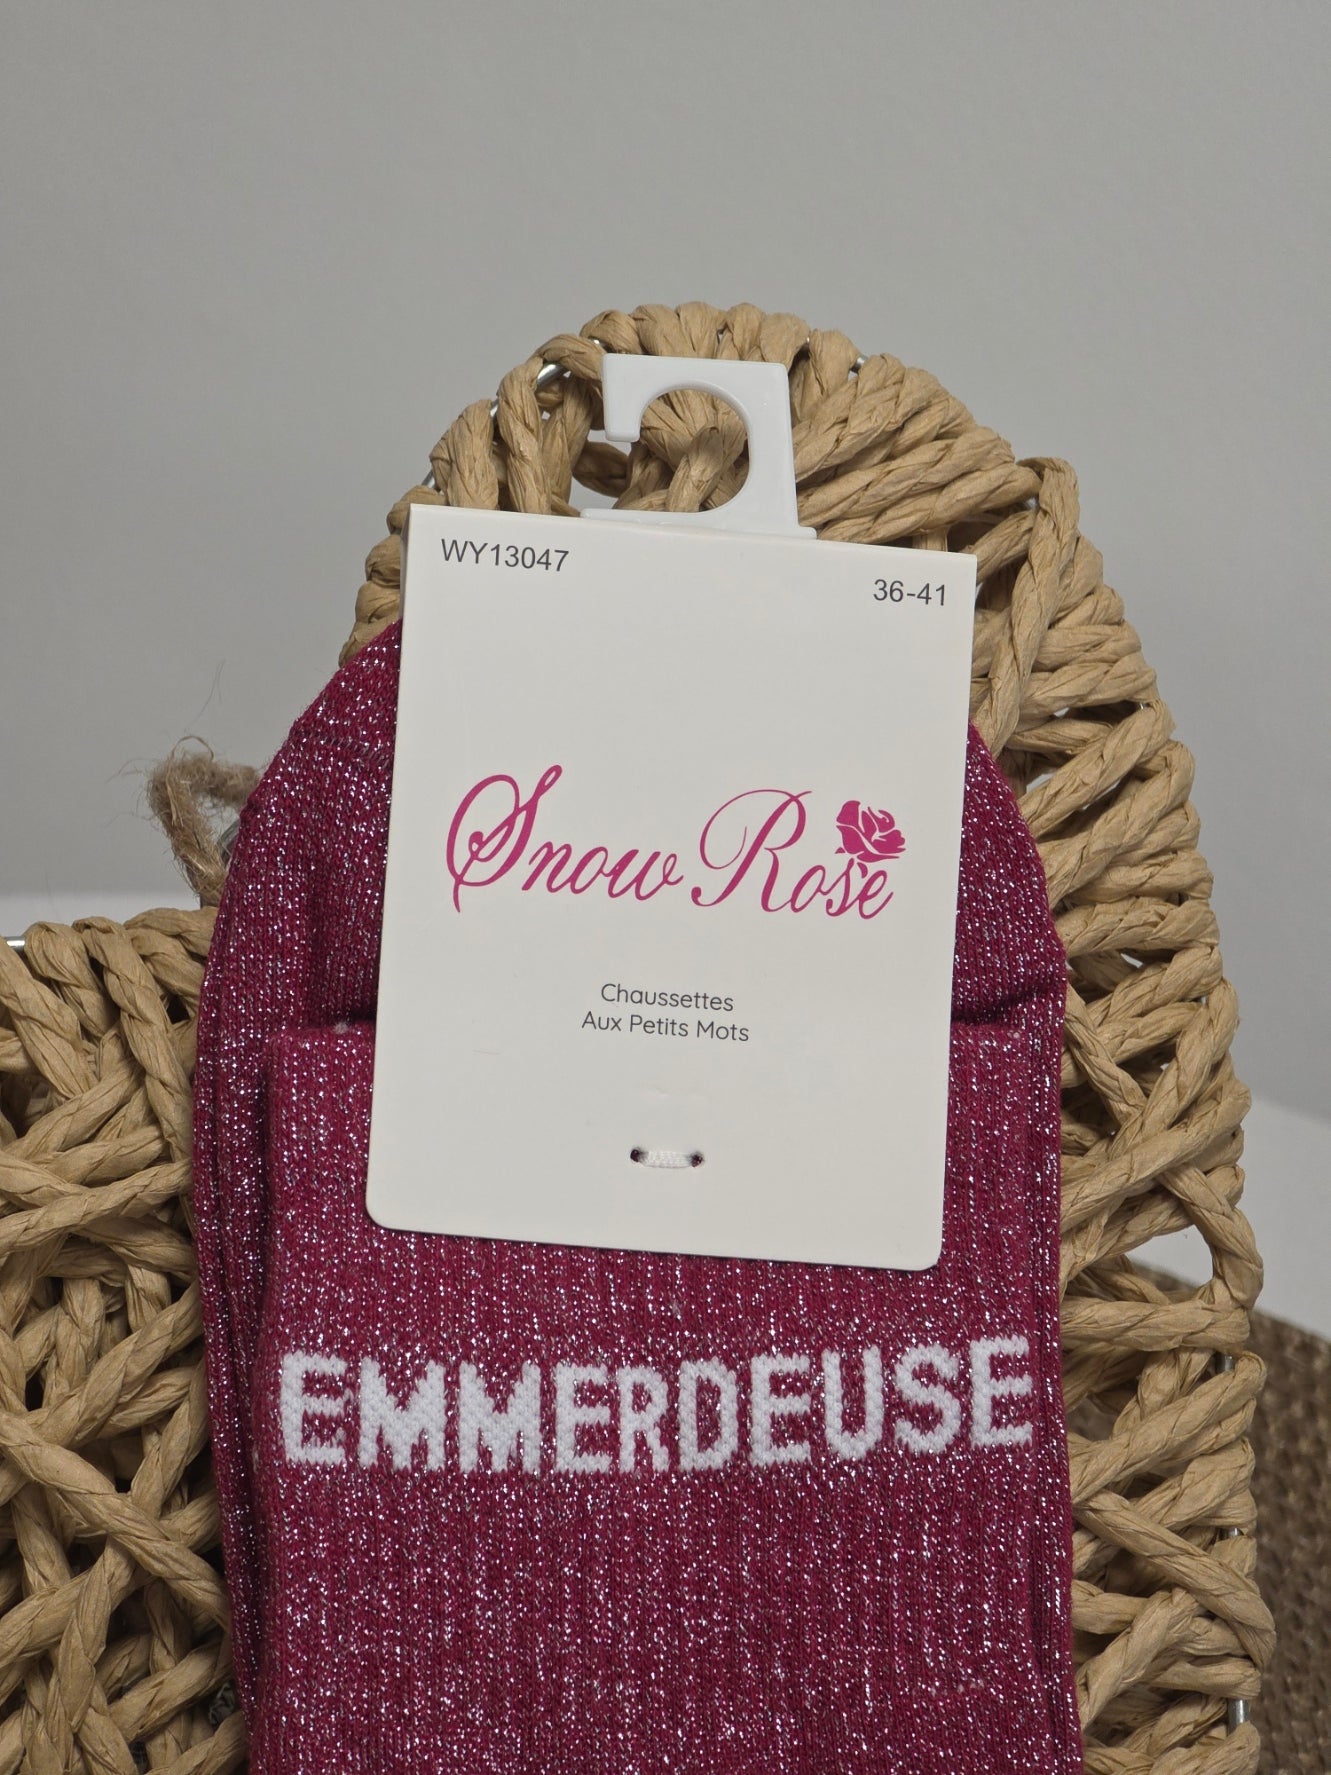 WY13047
36-41
Snow Rose
Chaussettes
Aux Petits Mots
EMMERDEUSE